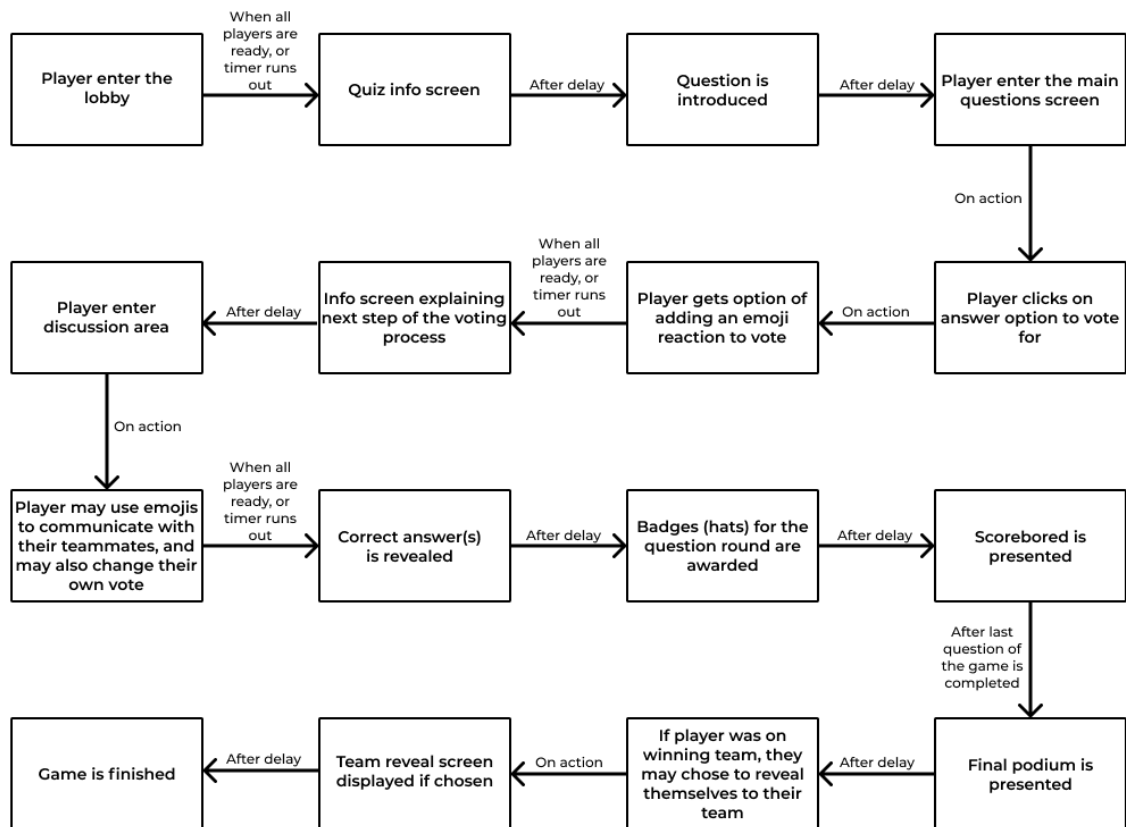 When all
players are
ready, or
timer runs
out
Player enter the
lobby
Quiz info screen
After delay
Question is
introduced
After delay
Player enter the main
questions screen
On action
When all
players are
ready, or
timer runs
out
Player enter
discussion area
After delay
Info screen explaining
next step of the voting
process
Player gets option of
adding an emoji
reaction to vote
On action
Player clicks on
answer option to vote
for
On action
When all
players are
ready, or
timer runs
out
Player may use emojis
to communicate with
their teammates, and
may also change their
own vote
Correct answer(s)
is revealed
After delay
Badges (hats) for the
question round are
awarded
After delay
Scorebored is
presented
After last
question of
the game is
completed
Game is finished
After delay
Team reveal screen
displayed if chosen
On action
If player was on
winning team, they
may chose to reveal
themselves to their
team
After delay
Final podium is
presented